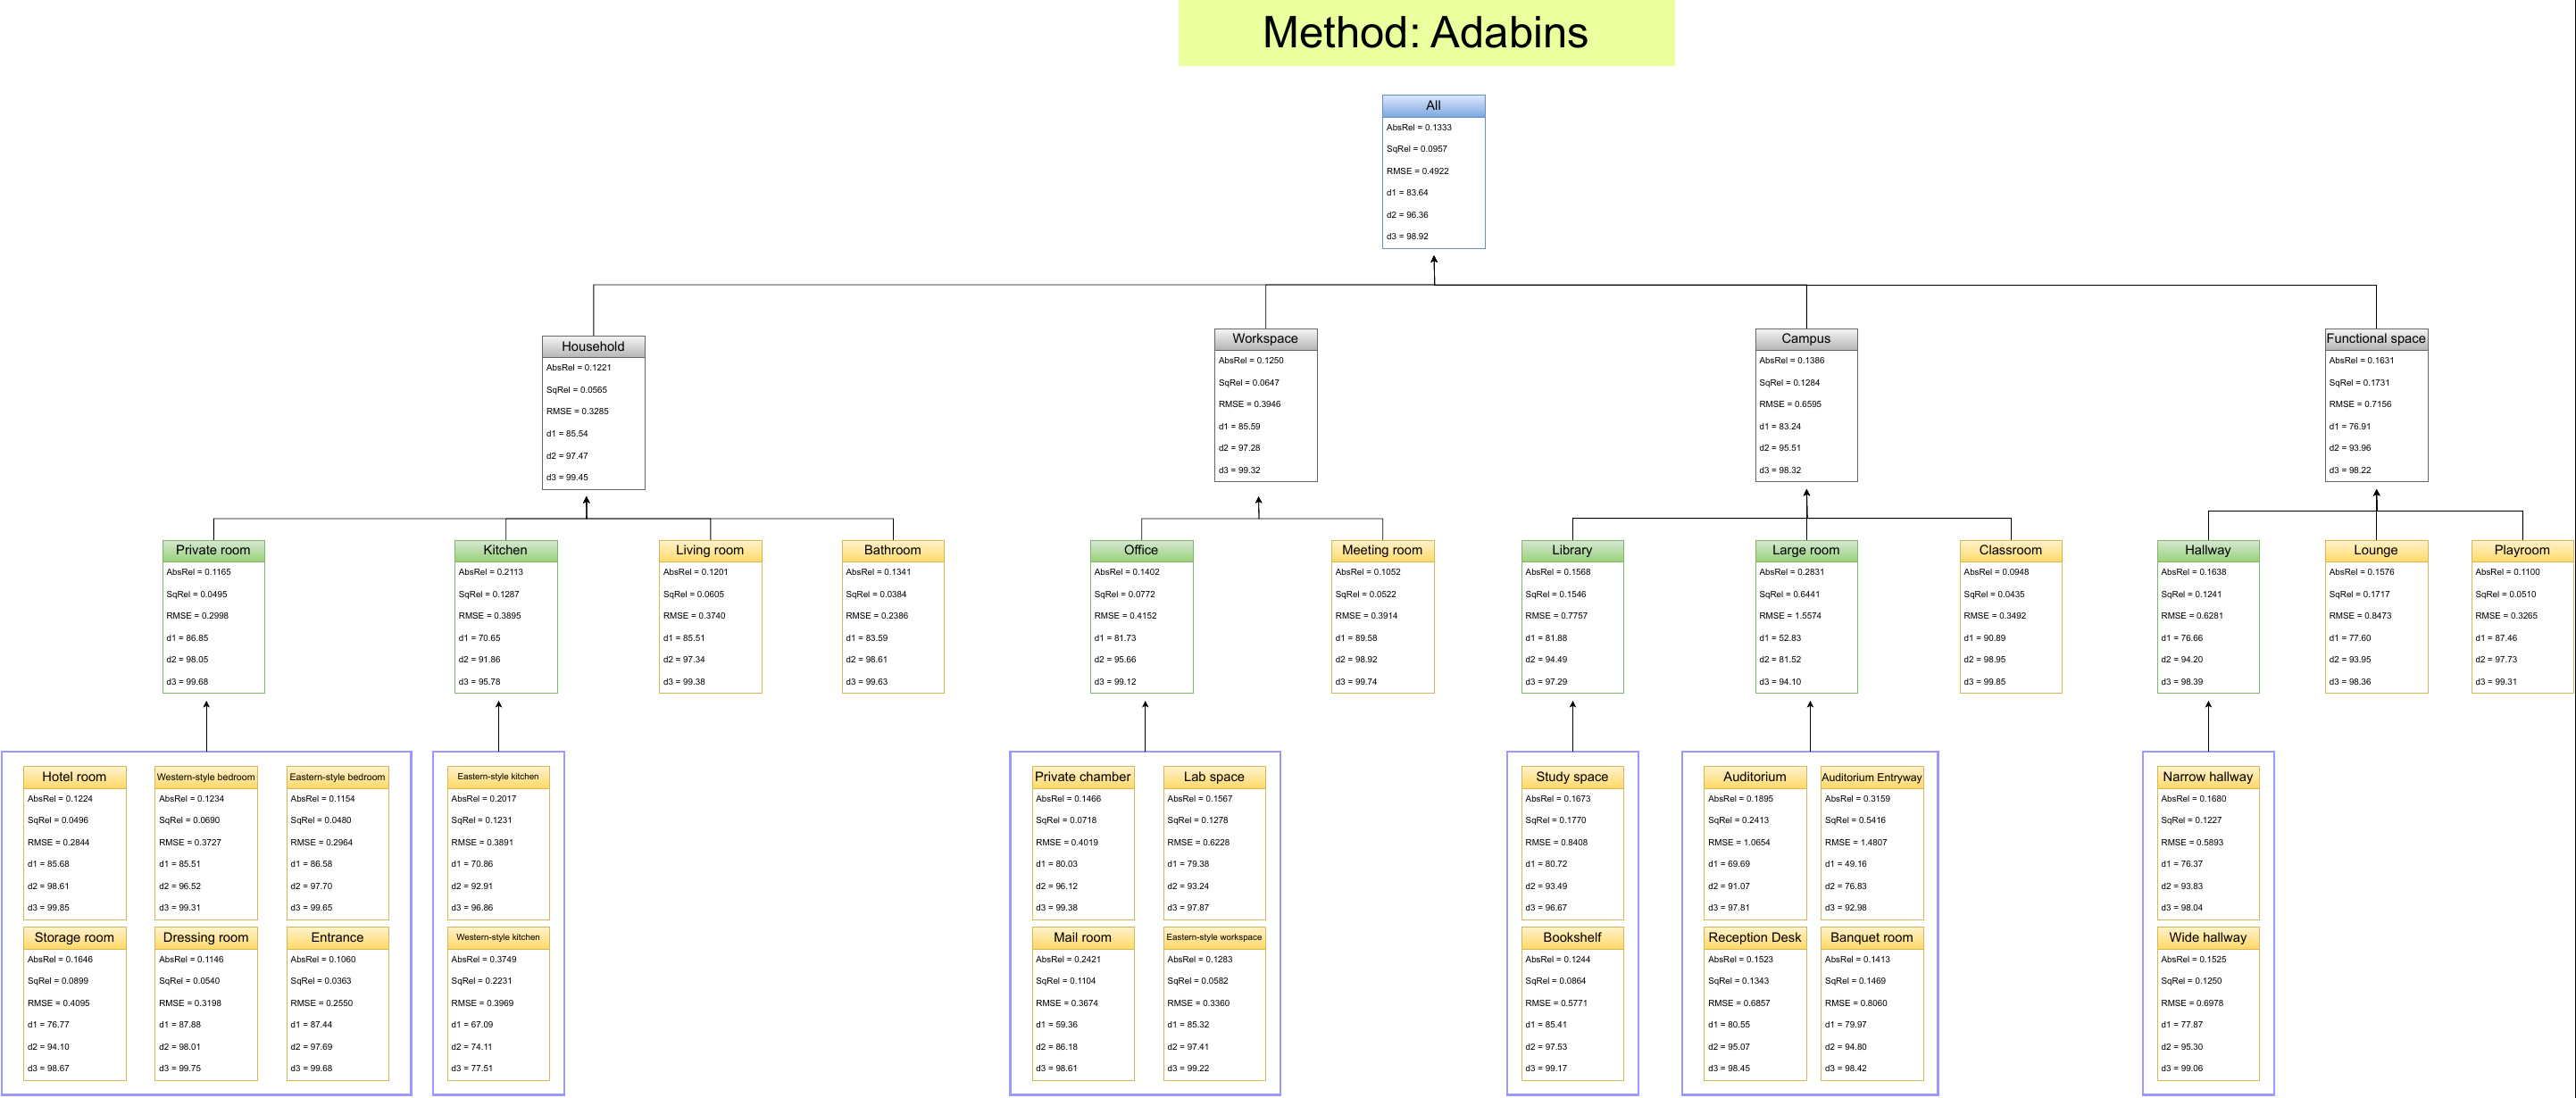 Method: Adabins
All
AbsRel = 0.1333
SqRel = 0.0957
RMSE = 0.4922
d1 = 83.64
d2 = 96.36
d3 = 98.92
Household
AbsRel = 0.1221
SqRel = 0.0565
RMSE = 0.3285
d1 = 85.54
d2 = 97.47
d3 = 99.45
Workspace
AbsRel = 0.1250
SqRel = 0.0647
RMSE = 0.3946
d1 = 85.59
d2 = 97.28
d3 = 99.32
Campus
AbsRel = 0.1386
SqRel = 0.1284
RMSE = 0.6595
d1 = 83.24
d2 = 95.51
d3 = 98.32
Functional space
AbsRel = 0.1631
SqRel = 0.1731
RMSE = 0.7156
d1 = 76.91
d2 = 93.96
d3 = 98.22
Private room
AbsRel = 0.1165
SqRel = 0.0495
RMSE = 0.2998
d1 = 86.85
d2 = 98.05
d3 = 99.68
Kitchen
AbsRel = 0.2113
SqRel = 0.1287
RMSE = 0.3895
d1 = 70.65
d2 = 91.86
d3 = 95.78
Living room
AbsRel = 0.1201
SqRel = 0.0605
RMSE = 0.3740
d1 = 85.51
d2 = 97.34
d3 = 99.38
Bathroom
AbsRel = 0.1341
SqRel = 0.0384
RMSE = 0.2386
d1 = 83.59
d2 = 98.61
d3 = 99.63
Office
AbsRel = 0.1402
SqRel = 0.0772
RMSE = 0.4152
d1 = 81.73
d2 = 95.66
d3 = 99.12
Meeting room
AbsRel = 0.1052
SqRel = 0.0522
RMSE = 0.3914
d1 = 89.58
d2 = 98.92
d3 = 99.74
Library
AbsRel = 0.1568
SqRel = 0.1546
RMSE = 0.7757
d1 = 81.88
d2 = 94.49
d3 = 97.29
Large room
AbsRel = 0.2831
SqRel = 0.6441
RMSE = 1.5574
d1 = 52.83
d2 = 81.52
d3 = 94.10
Classroom
AbsRel = 0.0948
SqRel = 0.0435
RMSE = 0.3492
d1 = 90.89
d2 = 98.95
d3 = 99.85
Hallway
AbsRel = 0.1638
SqRel = 0.1241
RMSE = 0.6281
d1 = 76.66
d2 = 94.20
d3 = 98.39
Lounge
AbsRel = 0.1576
SqRel = 0.1717
RMSE = 0.8473
d1 = 77.60
d2 = 93.95
d3 = 98.36
Playroom
AbsRel = 0.1100
SqRel = 0.0510
RMSE = 0.3265
d1 = 87.46
d2 = 97.73
d3 = 99.31
Hotel room
AbsRel = 0.1224
SqRel = 0.0496
RMSE = 0.2844
d1 = 85.68
d2 = 98.61
d3 = 99.85
Western-style bedroom
AbsRel = 0.1234
SqRel = 0.0690
RMSE = 0.3727
d1 = 85.51
d2 = 96.52
d3 = 99.31
Eastern-style bedroom
AbsRel = 0.1154
SqRel = 0.0480
RMSE = 0.2964
d1 = 86.58
d2 = 97.70
d3 = 99.65
Storage room
AbsRel = 0.1646
SqRel = 0.0899
RMSE = 0.4095
d1 = 76.77
d2 = 94.10
d3 = 98.67
Dressing room
AbsRel = 0.1146
SqRel = 0.0540
RMSE = 0.3198
d1 = 87.88
d2 = 98.01
d3 = 99.75
Entrance
AbsRel = 0.1060
SqRel = 0.0363
RMSE = 0.2550
d1 = 87.44
d2 = 97.69
d3 = 99.68
Eastern-style kitchen
AbsRel = 0.2017
SqRel = 0.1231
RMSE = 0.3891
d1 = 70.86
d2 = 92.91
d3 = 96.86
Western-style kitchen
AbsRel = 0.3749
SqRel = 0.2231
RMSE = 0.3969
d1 = 67.09
d2 = 74.11
d3 = 77.51
Private chamber
AbsRel = 0.1466
SqRel = 0.0718
RMSE = 0.4019
d1 = 80.03
d2 = 96.12
d3 = 99.38
Lab space
AbsRel = 0.1567
SqRel = 0.1278
RMSE = 0.6228
d1 = 79.38
d2 = 93.24
d3 = 97.87
Mail room
AbsRel = 0.2421
SqRel = 0.1104
RMSE = 0.3674
d1 = 59.36
d2 = 86.18
d3 = 98.61
Eastern-style workspace
AbsRel = 0.1283
SqRel = 0.0582
RMSE = 0.3360
d1 = 85.32
d2 = 97.41
d3 = 99.22
Study space
AbsRel = 0.1673
SqRel = 0.1770
RMSE = 0.8408
d1 = 80.72
d2 = 93.49
d3 = 96.67
Bookshelf
AbsRel = 0.1244
SqRel = 0.0864
RMSE = 0.5771
d1 = 85.41
d2 = 97.53
d3 = 99.17
Auditorium
AbsRel = 0.1895
SqRel = 0.2413
RMSE = 1.0654
d1 = 69.69
d2 = 91.07
d3 = 97.81
Auditorium Entryway
AbsRel = 0.3159
SqRel = 0.5416
RMSE = 1.4807
d1 = 49.16
d2 = 76.83
d3 = 92.98
Reception Desk
AbsRel = 0.1523
SqRel = 0.1343
RMSE = 0.6857
d1 = 80.55
d2 = 95.07
d3 = 98.45
Banquet room
AbsRel = 0.1413
SqRel = 0.1469
RMSE = 0.8060
d1 = 79.97
d2 = 94.80
d3 = 98.42
Narrow hallway
AbsRel = 0.1680
SqRel = 0.1227
RMSE = 0.5893
d1 = 76.37
d2 = 93.83
d3 = 98.04
Wide hallway
AbsRel = 0.1525
SqRel = 0.1250
RMSE = 0.6978
d1 = 77.87
d2 = 95.30
d3 = 99.06